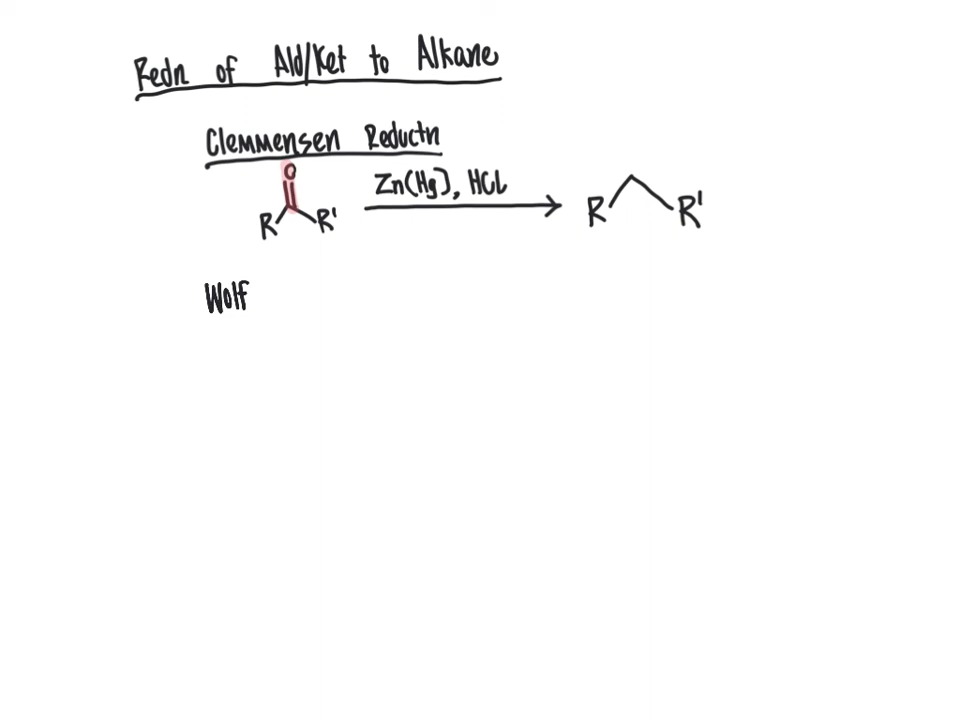 Redn of Ald/Ket to Alkane
Clemmensen Reductn
O
Zn(Hg), HCl
R R' R R'
Wolf